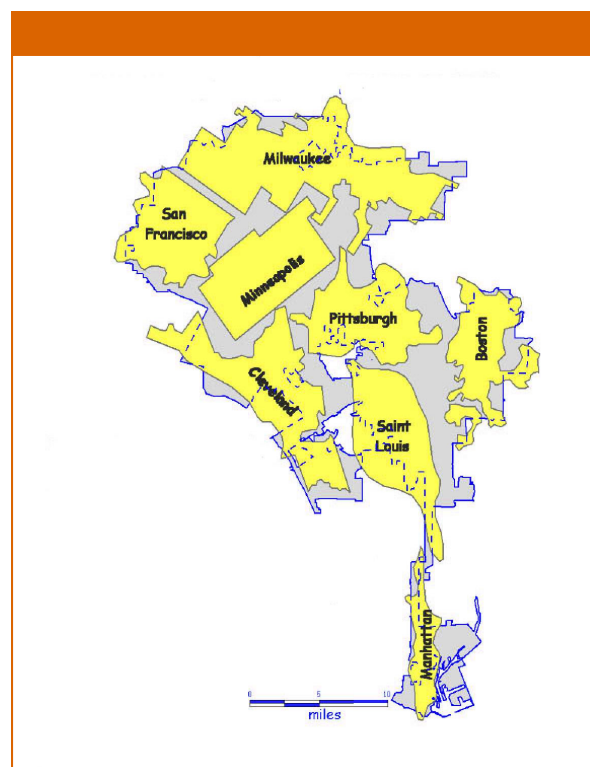 Milwaukee
San
Francisco
Minneapolis
Pittsburgh
Boston
Cleveland
Saint
Louis
Manhattan
0 5 10
miles